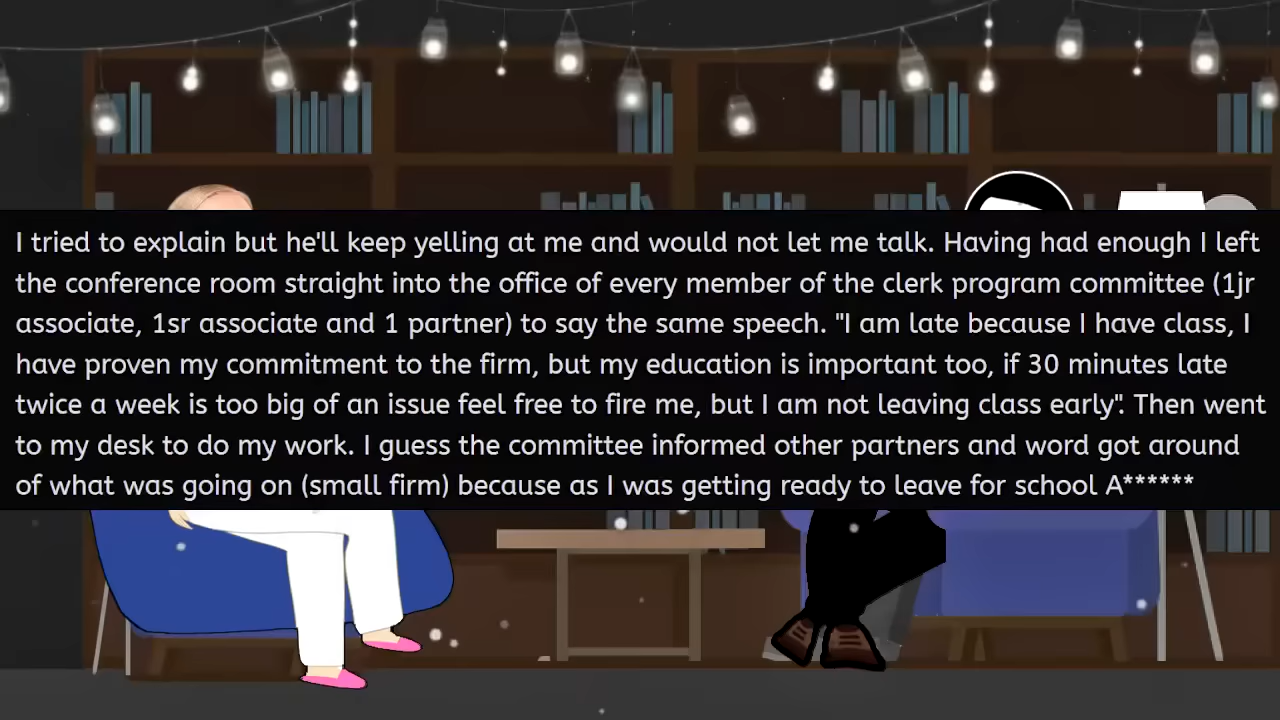 I tried to explain but he'll keep yelling at me and would not let me talk. Having had enough I left
the conference room straight into the office of every member of the clerk program committee (1jr
associate, 1sr associate and 1 partner) to say the same speech. "I am late because I have class, I
have proven my commitment to the firm, but my education is important too, if 30 minutes late
twice a week is too big of an issue feel free to fire me, but I am not leaving class early". Then went
to my desk to do my work. I guess the committee informed other partners and word got around
of what was going on (small firm) because as I was getting ready to leave for school A******